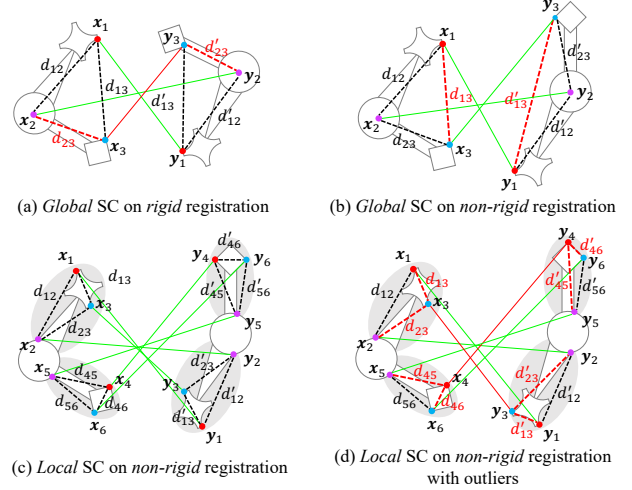 x1
y3
d'23
d12
d13
d'13
y2
x2
d'12
d23
x3
y1
(a) Global SC on rigid registration
y3
x1
d'23
d12
d13
d'13
y2
x2
d'12
d23
x3
y1
(b) Global SC on non-rigid registration
x1
y4
d'46
y6
d13
d12
x3
d'45
d'56
d23
y5
x2
x5
d'23
y2
d45
x4
y3
d'12
d56
d46
d'13
x6
y1
(c) Local SC on non-rigid registration
y4
d'46
x1
y6
d13
d12
x3
d'45
d'56
d23
y5
x2
x5
d'23
y2
d45
x4
d'12
d56
d46
y3
d'13
x6
y1
(d) Local SC on non-rigid registration
with outliers